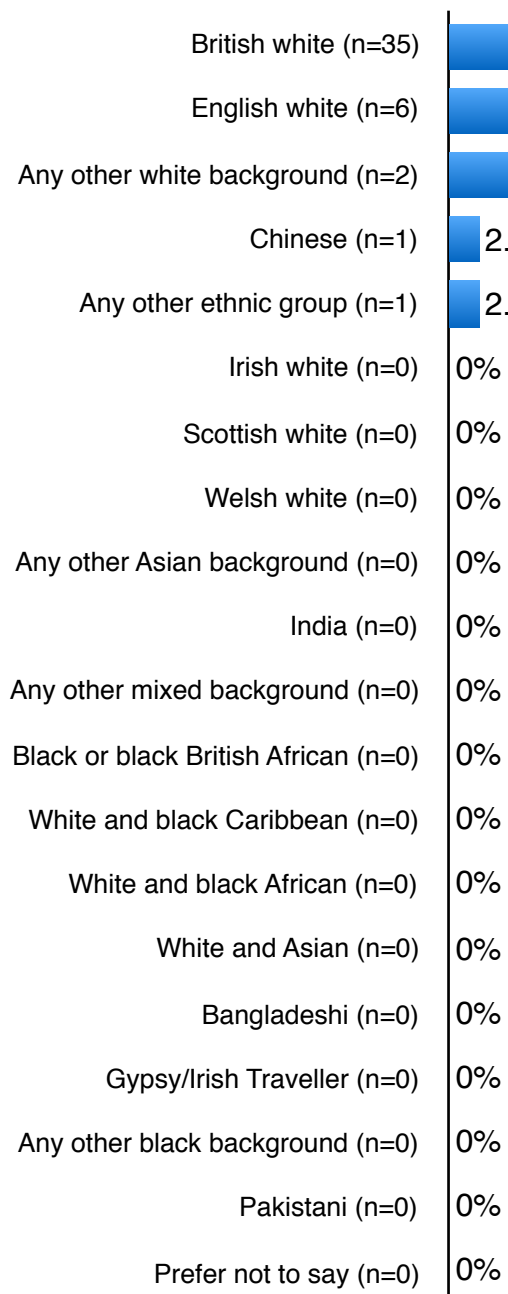 British white (n=35)
English white (n=6)
Any other white background (n=2)
Chinese (n=1) 2.
Any other ethnic group (n=1) 2.
Irish white (n=0) 0%
Scottish white (n=0) 0%
Welsh white (n=0) 0%
Any other Asian background (n=0) 0%
India (n=0) 0%
Any other mixed background (n=0) 0%
Black or black British African (n=0) 0%
White and black Caribbean (n=0) 0%
White and black African (n=0) 0%
White and Asian (n=0) 0%
Bangladeshi (n=0) 0%
Gypsy/Irish Traveller (n=0) 0%
Any other black background (n=0) 0%
Pakistani (n=0) 0%
Prefer not to say (n=0) 0%